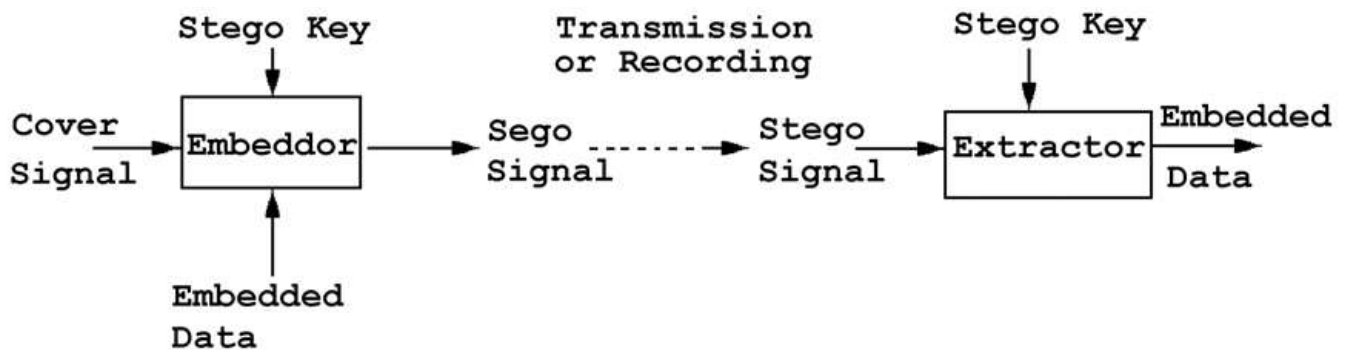 Stego Key
Transmission
or Recording
Stego Key
Cover
Signal
Embeddor
Sego
Signal
Stego
Signal
Extractor
Embedded
Data
Embedded
Data